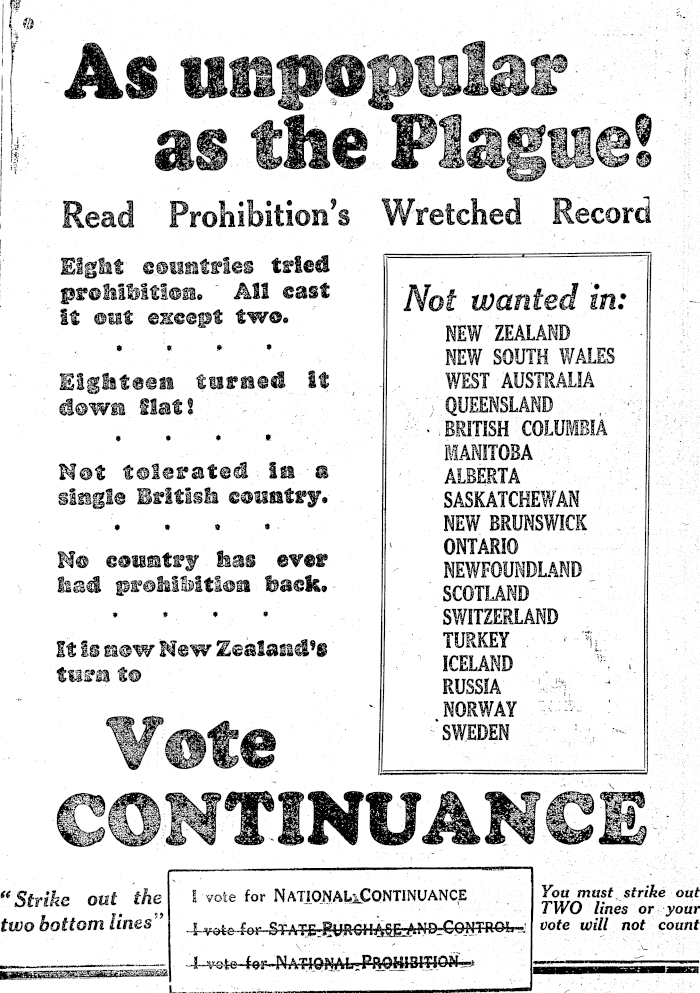 As unpopular
as the Plague!
Read Prohibition's Wretched Record
Eight countries tried
prohibition. All cast
it out except two.
Eighteen turned it
down flat!
Not tolerated in a
single British country.
No country has ever
had prohibition back.
It is now New Zealand's
turn to
Not wanted in:
NEW ZEALAND
NEW SOUTH WALES
WEST AUSTRALIA
QUEENSLAND
BRITISH COLUMBIA
MANITOBA
ALBERTA
SASKATCHEWAN
NEW BRUNSWICK
ONTARIO
NEWFOUNDLAND
SCOTLAND
SWITZERLAND
TURKEY
ICELAND
RUSSIA
NORWAY
SWEDEN
Vote
CONTINUANCE
"Strike out the
two bottom lines"
I vote for NATIONAL CONTINUANCE
I vote for STATE PURCHASE AND CONTROL
I vote for NATIONAL PROHIBITION
You must strike out
TWO lines or your
vote will not count